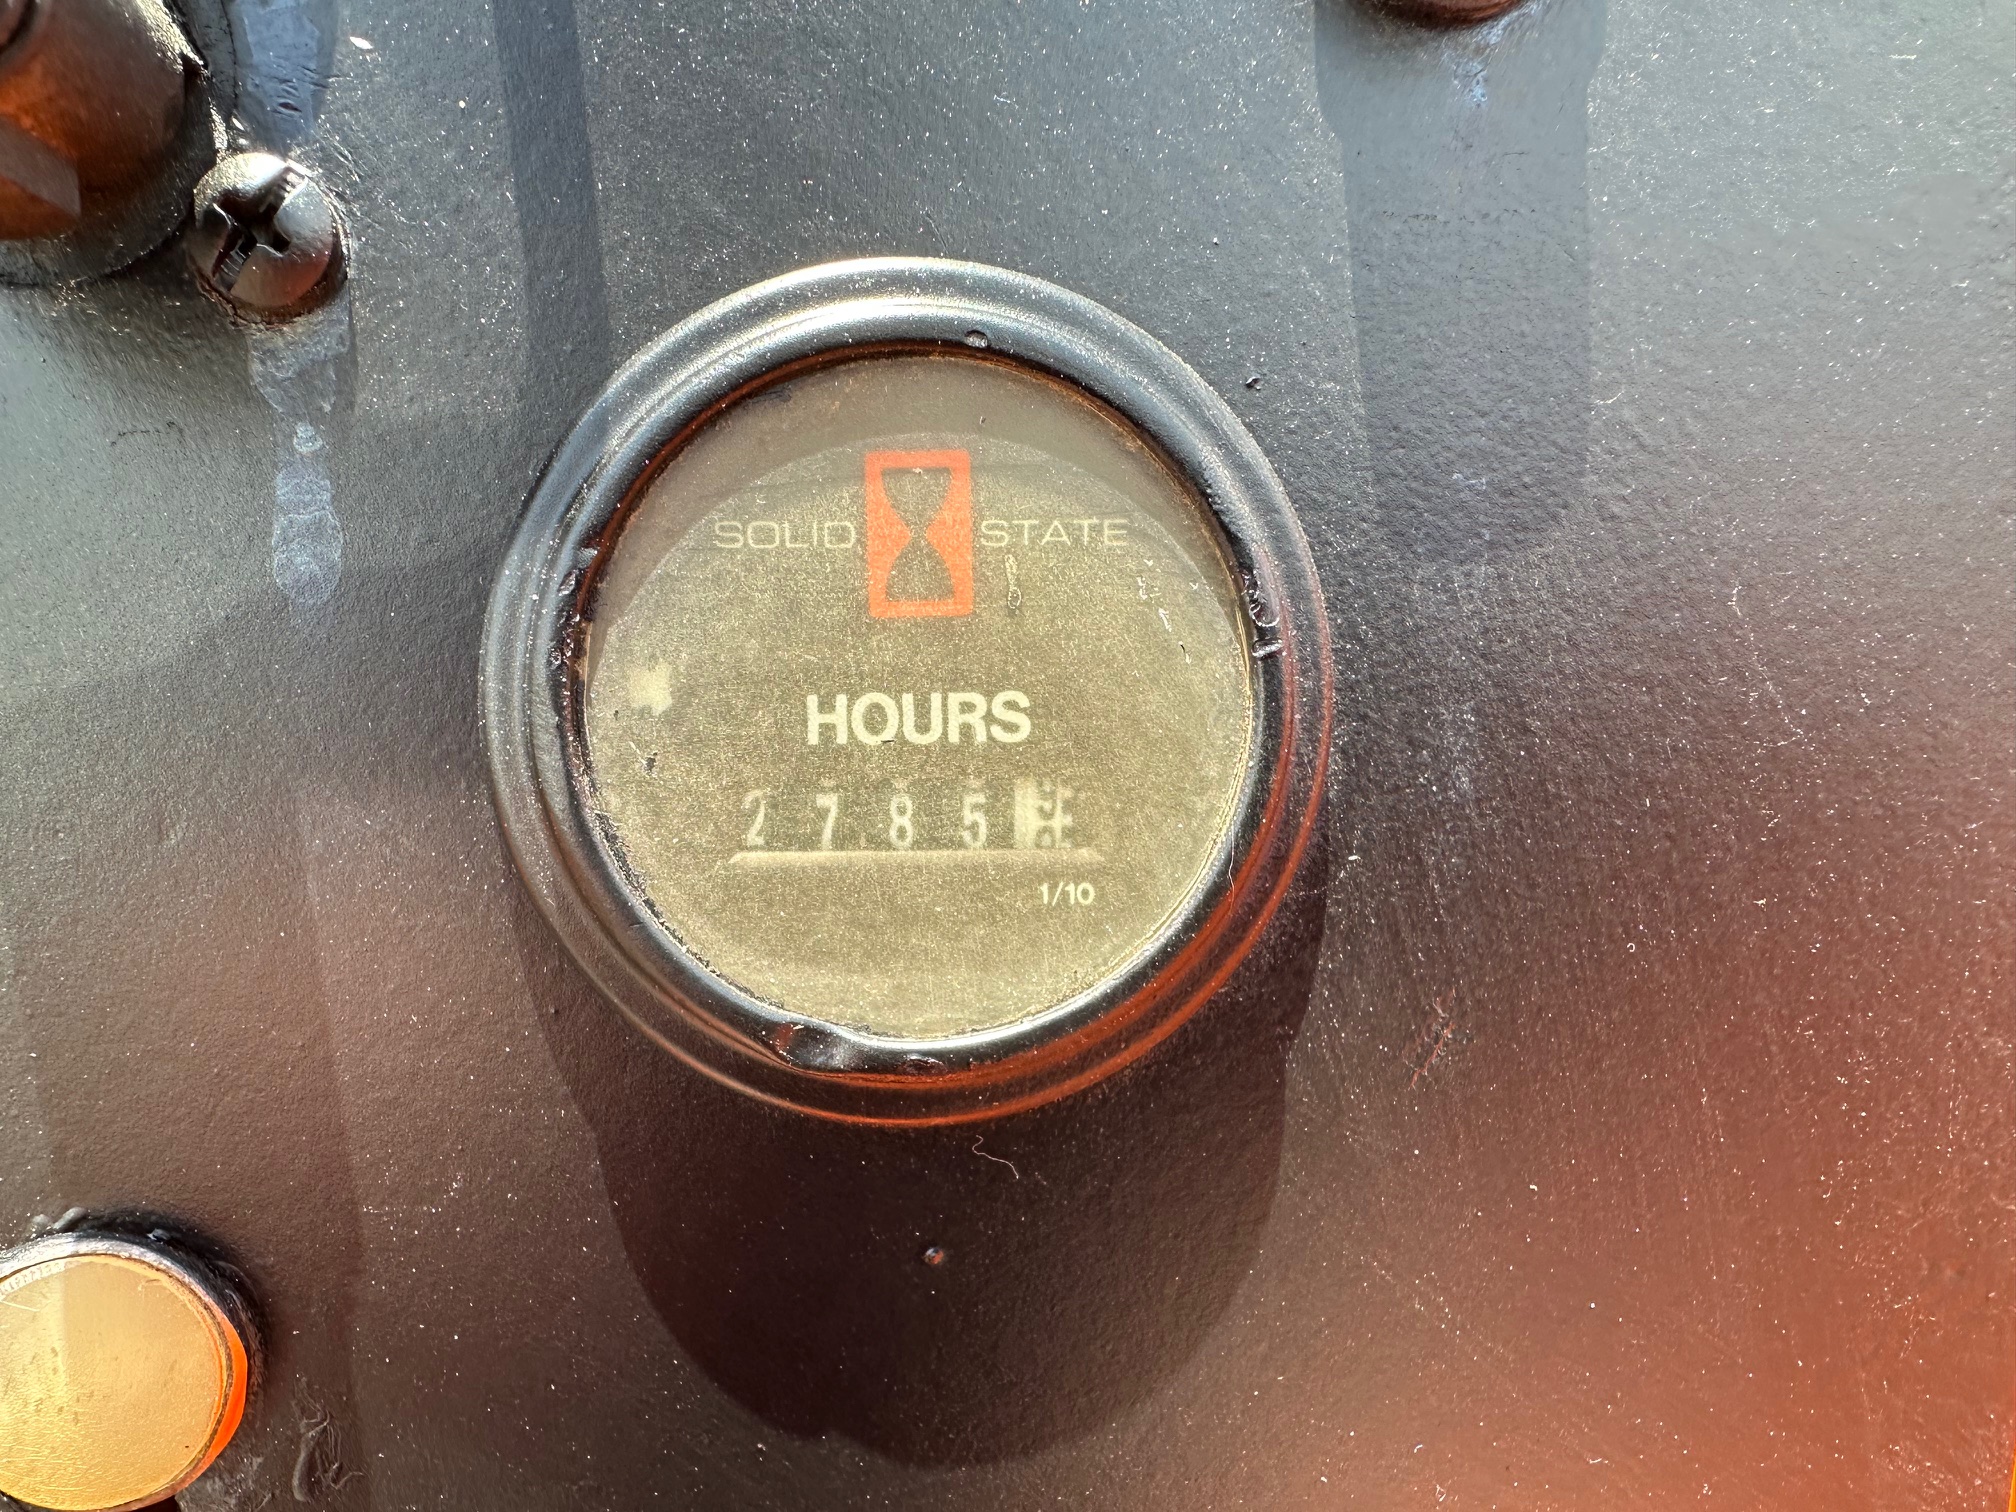 SOLID STATE
HOURS
2785
1/10